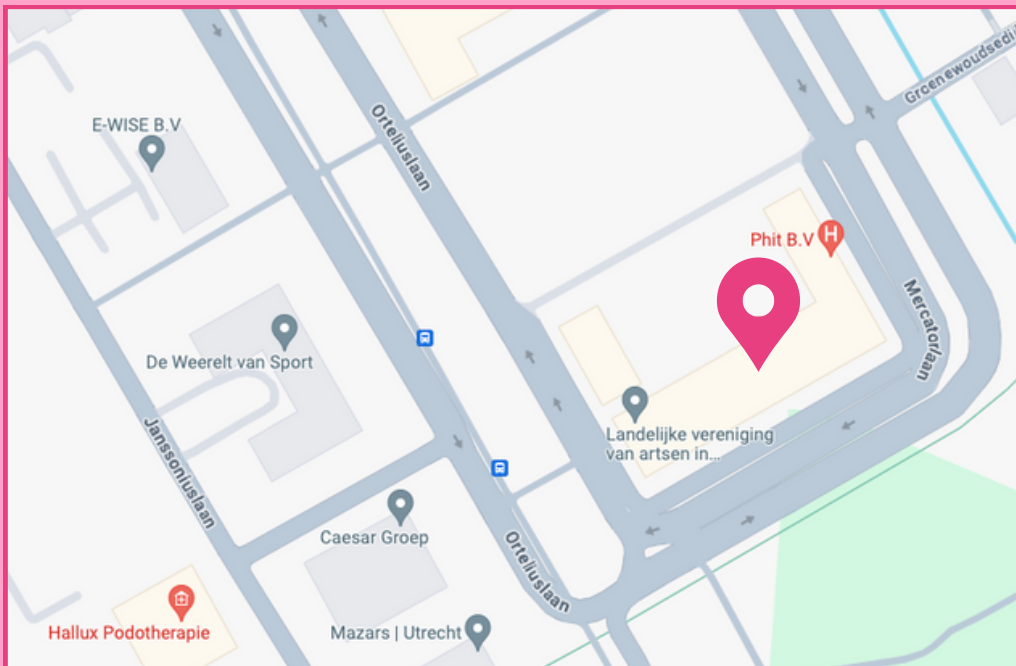 E-WISE B.V
Orteliuslaan
Groenewoudsedi
Phit B.V
H
Mercatorlaan
De Weerelt van Sport
Landelijke vereniging
van artsen in...
Janssoniuslaan
Caesar Groep
Orteliuslaan
Hallux Podotherapie
Mazars | Utrecht